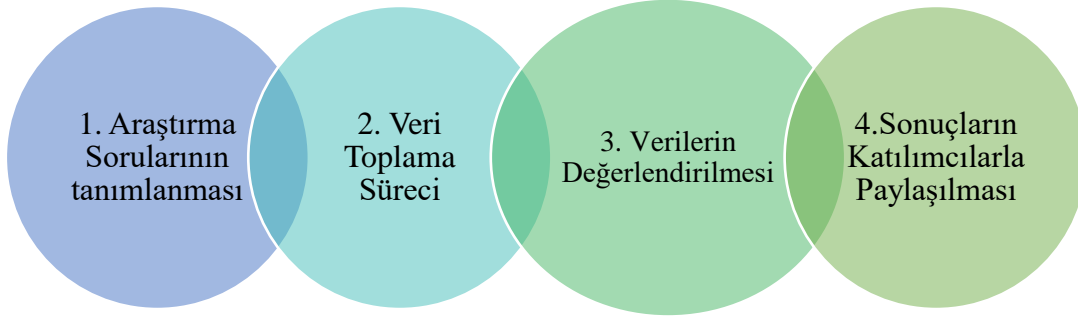 1. Araştırma
Sorularının
tanımlanması
2. Veri
Toplama
Süreci
3. Verilerin
Değerlendirilmesi
4.Sonuçların
Katılımcılarla
Paylaşılması